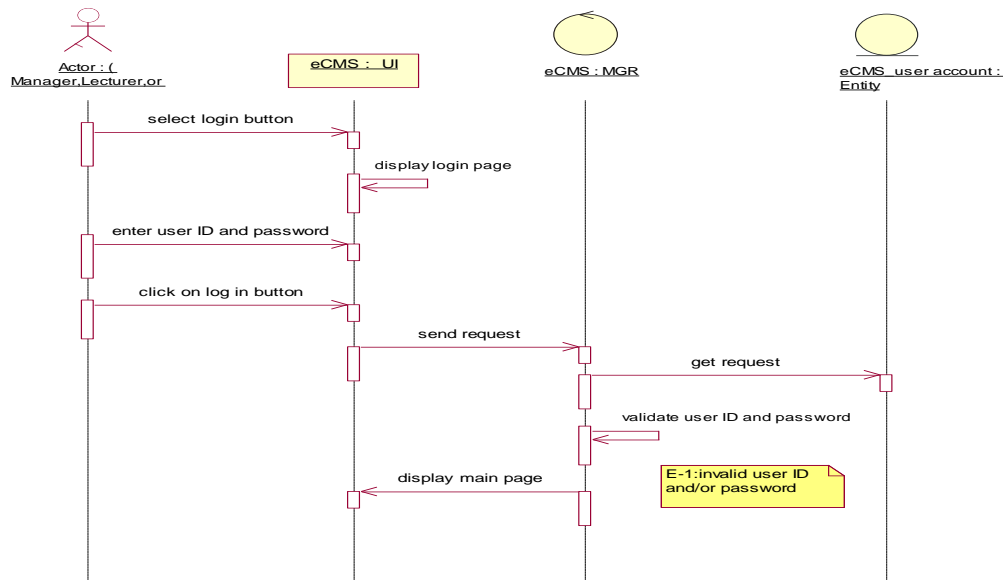 Actor : (
Manager,Lecturer,or
eCMS : UI
eCMS : MGR
eCMS_user account :
Entity
select login button
display login page
enter user ID and password
click on log in button
send request
get request
validate user ID and password
E-1:invalid user ID
and/or password
display main page